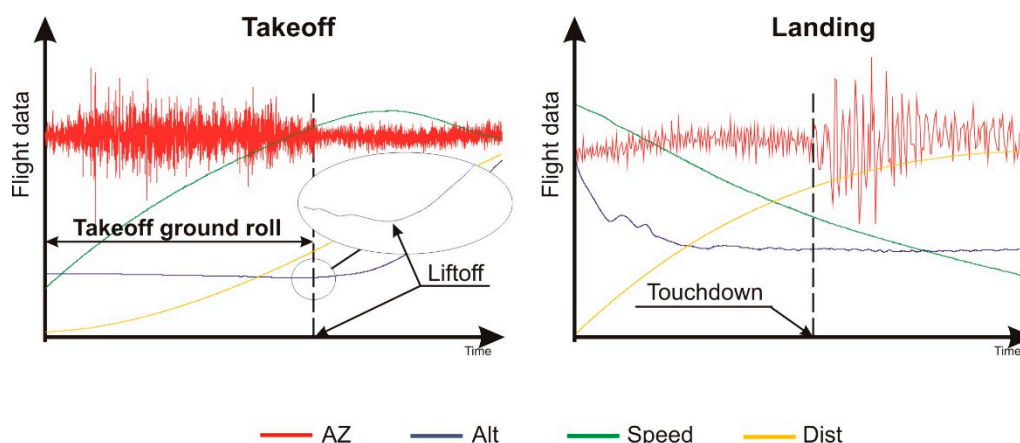 Takeoff
Flight data
Takeoff ground roll
Liftoff
Time
Landing
Flight data
Touchdown
Time
AZ
Alt
Speed
Dist